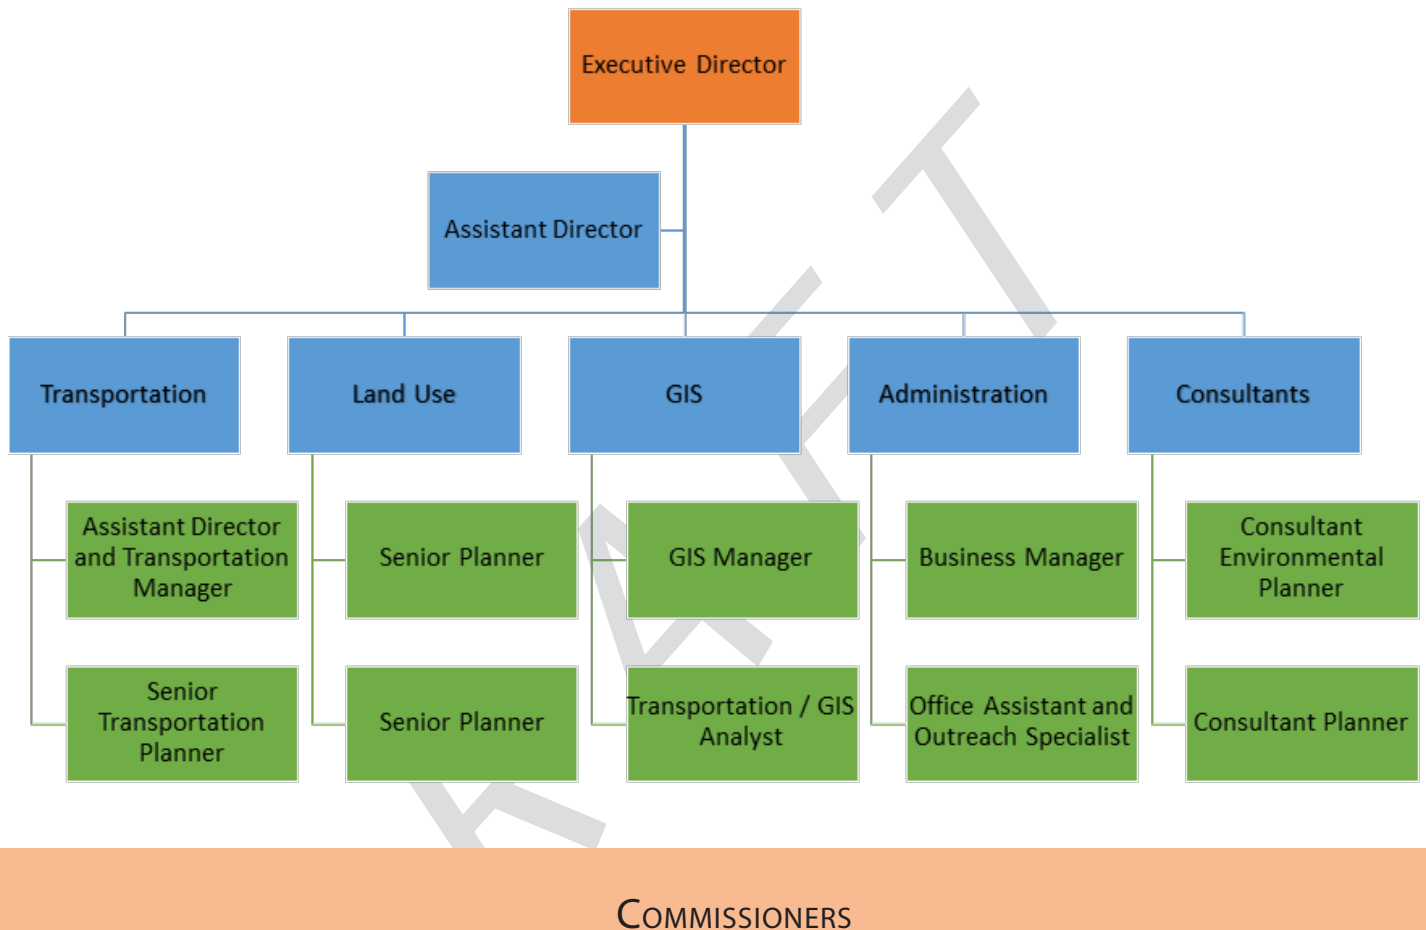 Executive Director
Assistant Director
Transportation
Land Use
GIS
Administration
Consultants
Assistant Director
and Transportation
Manager
Senior Planner
GIS Manager
Business Manager
Consultant
Environmental
Planner
Senior
Transportation
Planner
Senior Planner
Transportation / GIS
Analyst
Office Assistant and
Outreach Specialist
Consultant Planner
COMMISSIONERS